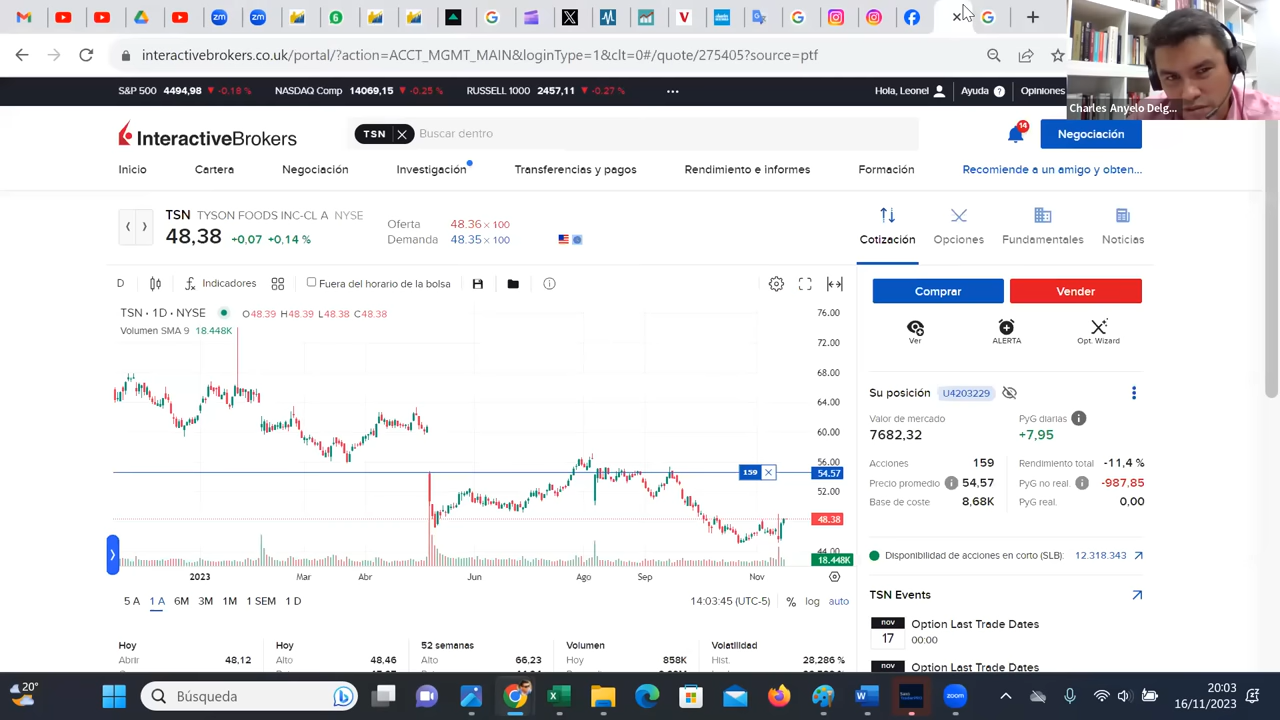 interactivebrokers.co.uk/portal/?action=ACCT_MGMT_MAIN&loginType=1&clt=0#/quote/275405?source=ptf
Charles Anyelo Delg...
S&P 500 4494,98 ▼ -0.18 % NASDAQ Comp 14069,15 ▼ -0.25 % RUSSELL 1000 2457,11 ▼ -0.27 % ••• Hola, Leonel Ayuda Opiniones
InteractiveBrokers TSN Buscar dentro 14 Negociación
Inicio Cartera Negociación Investigación Transferencias y pagos Rendimiento e informes Formación Recomiende a un amigo y obten...
TSN TYSON FOODS INC-CL A NYSE
48,38 +0,07 +0,14 %
Oferta 48.36 × 100
Demanda 48.35 × 100
Cotización Opciones Fundamentales Noticias
D Indicadores Fuera del horario de la bolsa
TSN · 1D · NYSE O48.39 H48.39 L48.38 C48.38
Volumen SMA 9 18.448K
76.00
72.00
68.00
64.00
60.00
56.00
159 54.57
52.00
48.38
44.00
18.448K
2023 Mar Abr Jun Ago Sep Nov
5 A 1 A 6M 3M 1M 1 SEM 1 D 14:03:45 (UTC-5) % log auto
Hoy Hoy 52 semanas Volumen Volatilidad
Abrir 48,12 Alto 48,46 Alto 66,23 Hoy 858K Hist. 28,286 %
Comprar Vender
Ver ALERTA Opt. Wizard
Su posición U4203229
Valor de mercado PyG diarias
7682,32 +7,95
Acciones 159 Rendimiento total -11,4 %
Precio promedio 54,57 PyG no real. -987,85
Base de coste 8,68K PyG real. 0,00
Disponibilidad de acciones en corto (SLB): 12.318.343
TSN Events
nov 17 Option Last Trade Dates
00:00
nov Option Last Trade Dates
20° Búsqueda 20:03
16/11/2023